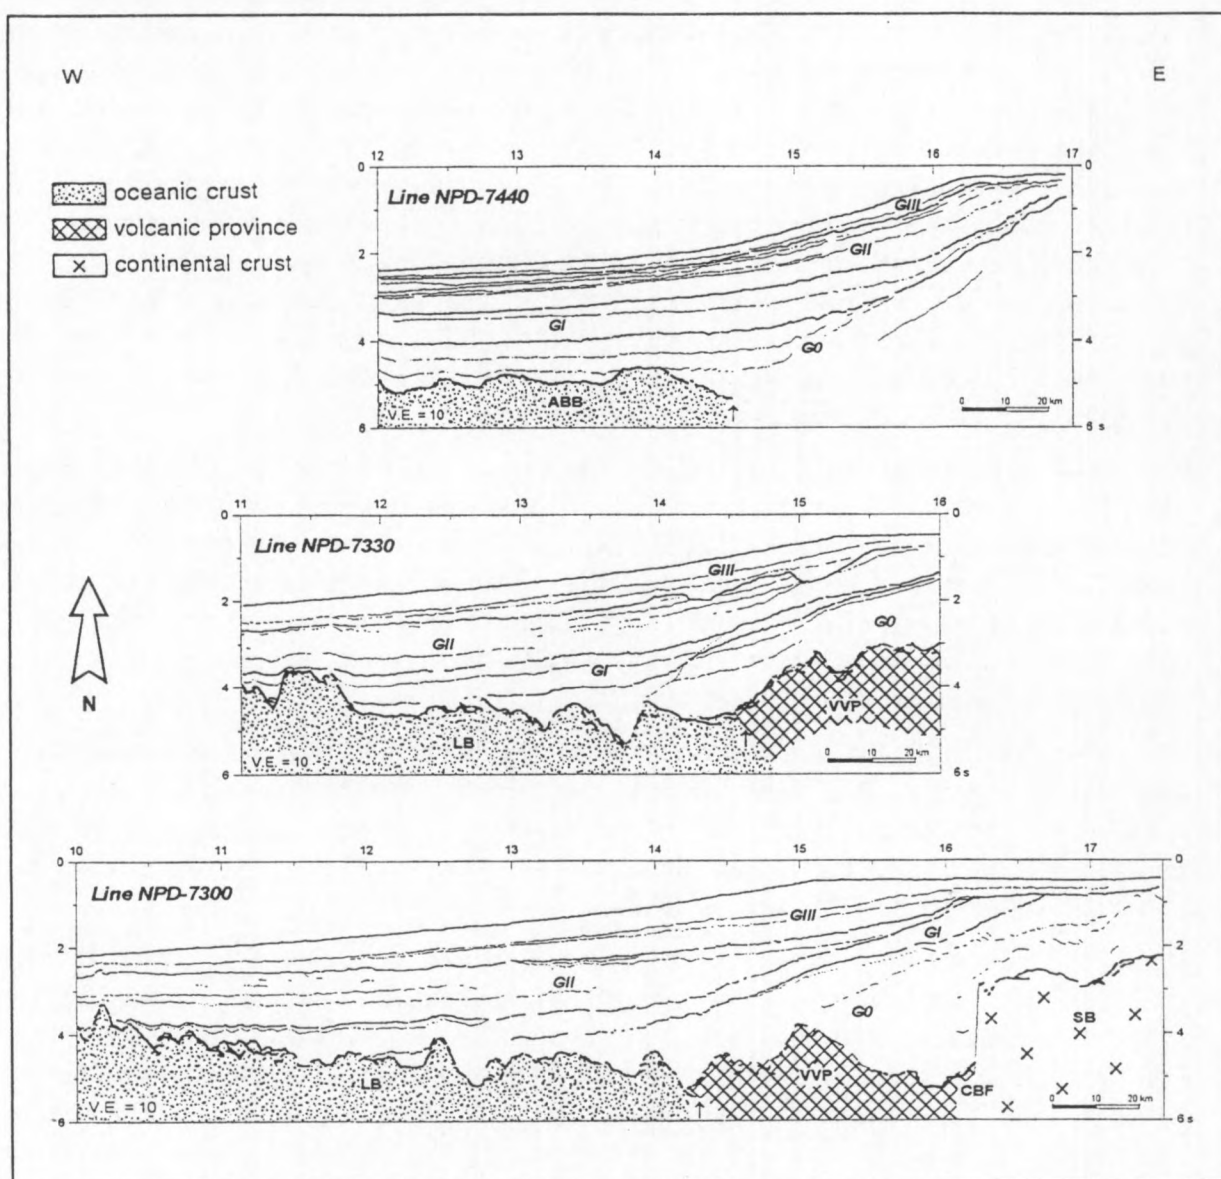 W E
oceanic crust
volcanic province
continental crust
12 13 14 15 16 17
0 0
Line NPD-7440
GIII
2 2
GII
GI
4 4
G0
ABB
V.E. = 10
0 10 20 km
6 6 s
11 12 13 14 15 16
0 0
Line NPD-7330
GIII
2 2
G0
GII
GI
4 4
N
VVP
LB
V.E. = 10
0 10 20 km
6 6 s
10 11 12 13 14 15 16 17
0 0
Line NPD-7300
GIII
GI
2 2
GII
G0
SB
4 4
LB
VVP
CBF
V.E. = 10
0 10 20 km
6 6 s